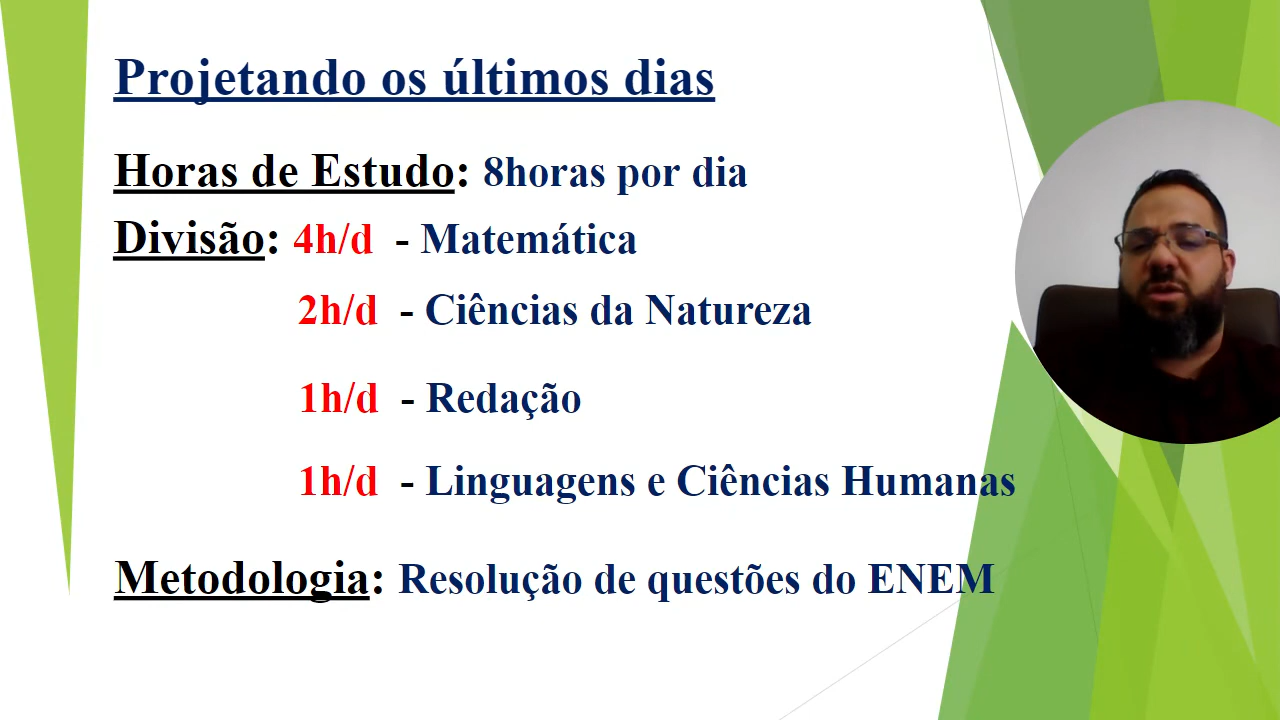 Projetando os últimos dias
Horas de Estudo: 8horas por dia
Divisão: 4h/d - Matemática
2h/d - Ciências da Natureza
1h/d - Redação
1h/d - Linguagens e Ciências Humanas
Metodologia: Resolução de questões do ENEM